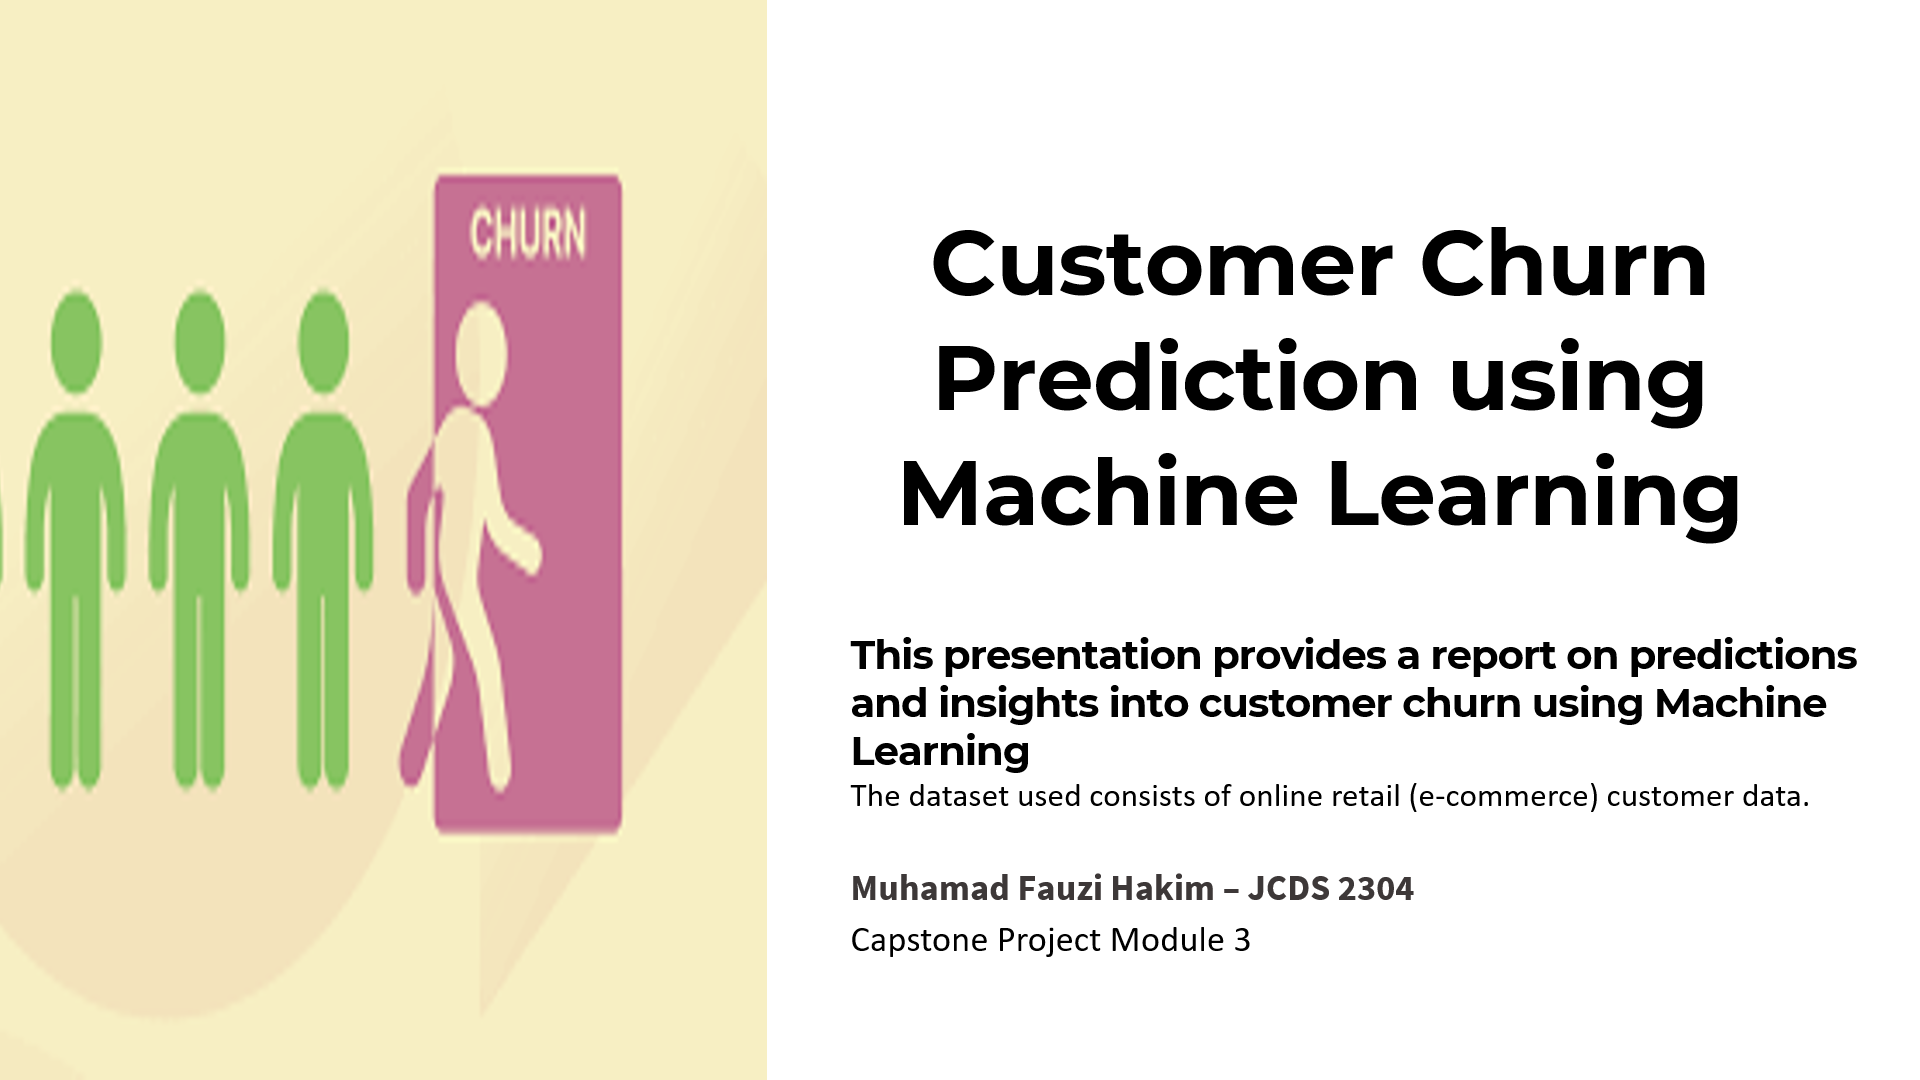 CHURN
Customer Churn
Prediction using
Machine Learning
This presentation provides a report on predictions
and insights into customer churn using Machine
Learning
The dataset used consists of online retail (e-commerce) customer data.
Muhamad Fauzi Hakim – JCDS 2304
Capstone Project Module 3